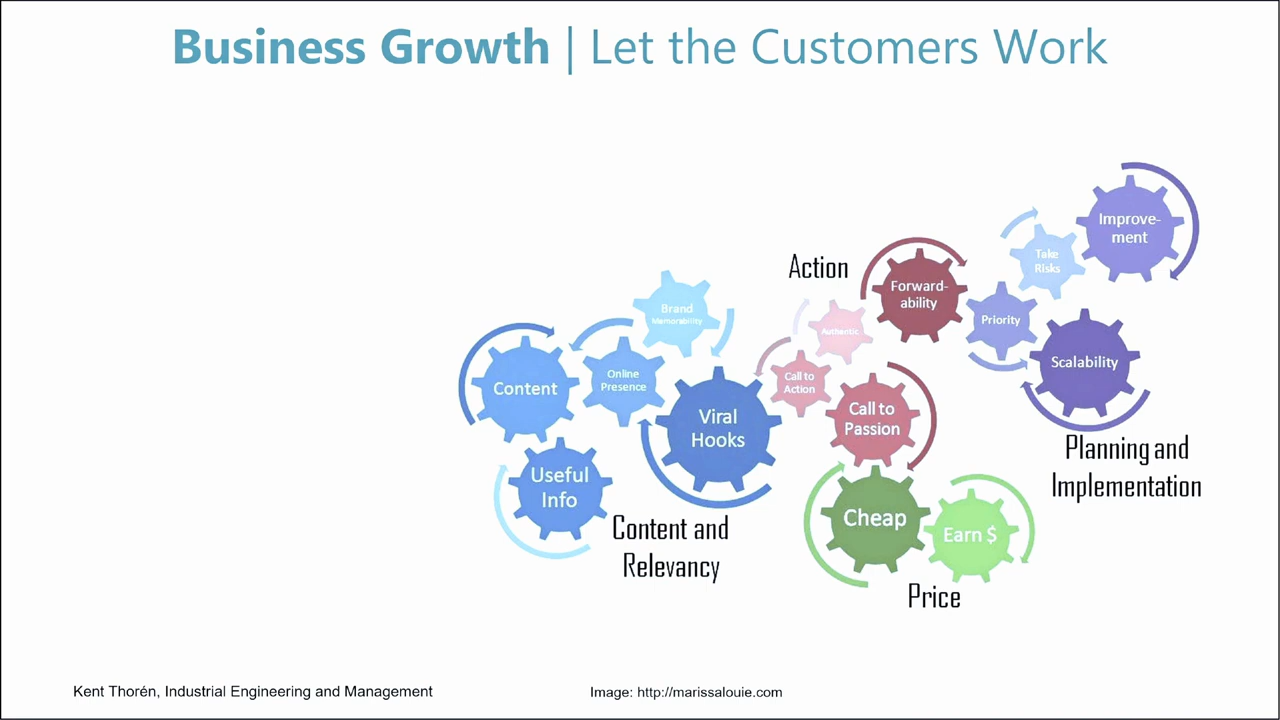 Business Growth | Let the Customers Work
Improve-
ment
Take
Risks
Action
Forward-
ability
Brand
Memorability
Priority
Authentic
Scalability
Content
Online
Presence
Call to
Action
Viral
Hooks
Call to
Passion
Planning and
Implementation
Useful
Info
Content and
Relevancy
Cheap
Earn $
Price
Kent Thorén, Industrial Engineering and Management
Image: http://marissalouie.com